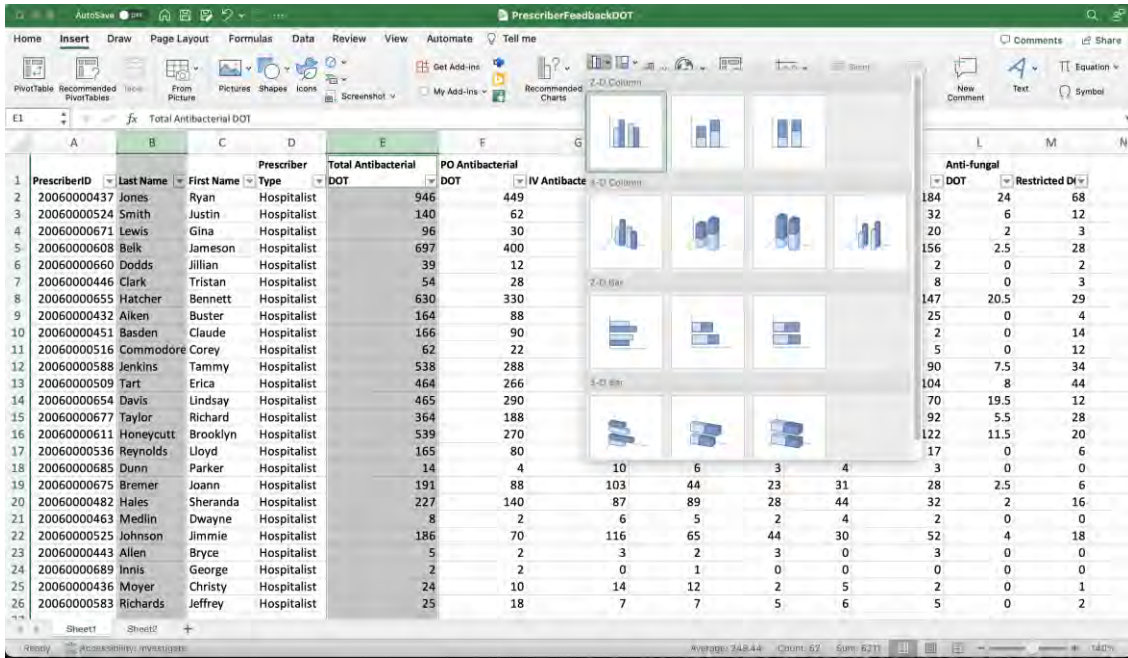 AutoSave OFF PrescriberFeedbackDOT
Home Insert Draw Page Layout Formulas Data Review View Automate Tell me Comments Share
PivotTable Recommended PivotTables Table From Picture Pictures Shapes Icons Screenshot Get Add-ins My Add-ins Recommended Charts New Comment Text Equation Symbol
E1 fx Total Antibacterial DOT
2-D Column
3-D Column
2-D Bar
3-D Bar
A B C D E F G L M N
1 PrescriberID Last Name First Name Prescriber Type Total Antibacterial DOT PO Antibacterial DOT IV Antibacte Anti-fungal DOT Restricted D
2 20060000437 Jones Ryan Hospitalist 946 449 184 24 68
3 20060000524 Smith Justin Hospitalist 140 62 32 6 12
4 20060000671 Lewis Gina Hospitalist 96 30 20 2 3
5 20060000608 Belk Jameson Hospitalist 697 400 156 2.5 28
6 20060000660 Dodds Jillian Hospitalist 39 12 2 0 2
7 20060000446 Clark Tristan Hospitalist 54 28 8 0 3
8 20060000655 Hatcher Bennett Hospitalist 630 330 147 20.5 29
9 20060000432 Aiken Buster Hospitalist 164 88 25 0 4
10 20060000451 Basden Claude Hospitalist 166 90 2 0 14
11 20060000516 Commodore Corey Hospitalist 62 22 5 0 12
12 20060000588 Jenkins Tammy Hospitalist 538 288 90 7.5 34
13 20060000509 Tart Erica Hospitalist 464 266 104 8 44
14 20060000654 Davis Lindsay Hospitalist 465 290 70 19.5 12
15 20060000677 Taylor Richard Hospitalist 364 188 92 5.5 28
16 20060000611 Honeycutt Brooklyn Hospitalist 539 270 122 11.5 20
17 20060000536 Reynolds Lloyd Hospitalist 165 80 17 0 6
18 20060000685 Dunn Parker Hospitalist 14 4 10 6 3 4 3 0 0
19 20060000675 Bremer Joann Hospitalist 191 88 103 44 23 31 28 2.5 6
20 20060000482 Hales Sheranda Hospitalist 227 140 87 89 28 44 32 2 16
21 20060000463 Medlin Dwayne Hospitalist 8 2 6 5 2 4 2 0 0
22 20060000525 Johnson Jimmie Hospitalist 186 70 116 65 44 30 52 4 18
23 20060000443 Allen Bryce Hospitalist 5 2 3 2 3 0 3 0 0
24 20060000689 Innis George Hospitalist 2 2 0 1 0 0 0 0 0
25 20060000436 Moyer Christy Hospitalist 24 10 14 12 2 5 2 0 1
26 20060000583 Richards Jeffrey Hospitalist 25 18 7 7 5 6 5 0 2
Sheet1 Sheet2 +
Ready Accessibility: Investigate Average: 248.44 Count: 62 Sum: 6211 140%